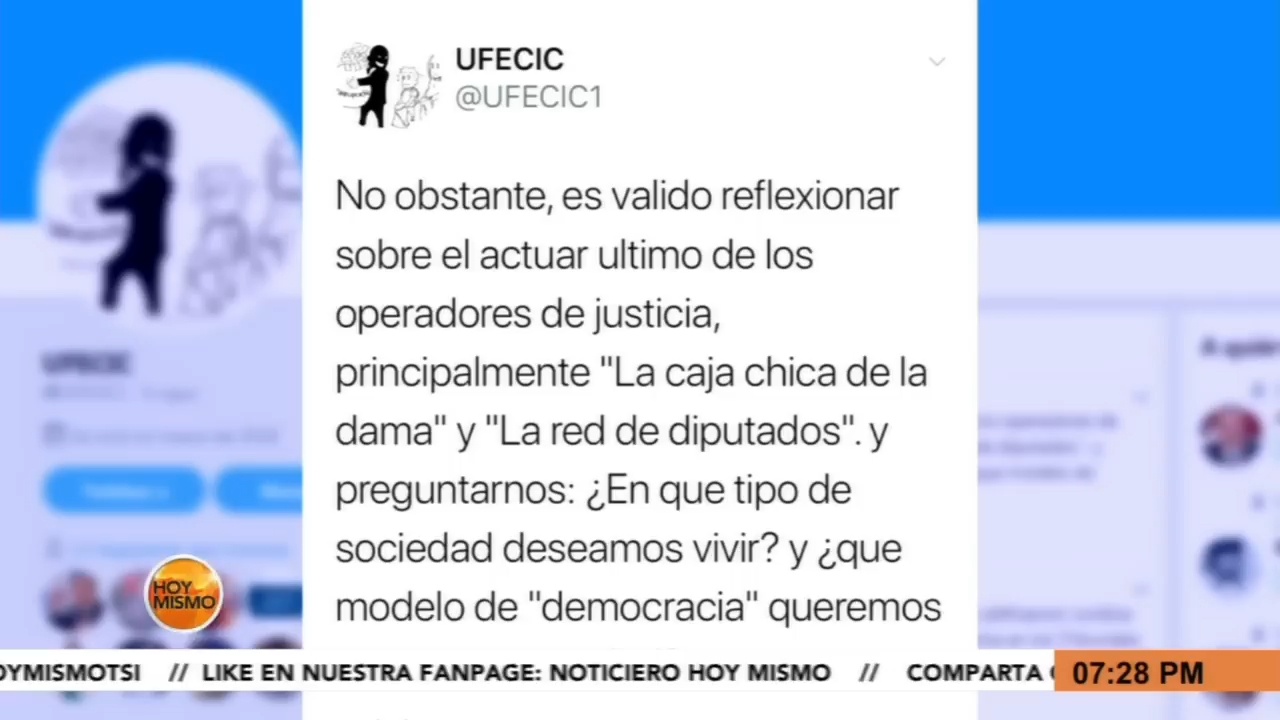 UFECIC
@UFECIC1
No obstante, es valido reflexionar
sobre el actuar ultimo de los
operadores de justicia,
principalmente "La caja chica de la
dama" y "La red de diputados". y
preguntarnos: ¿En que tipo de
sociedad deseamos vivir? y ¿que
modelo de "democracia" queremos
UFECIC
HOY
MISMO
OYMISMOTSI // LIKE EN NUESTRA FANPAGE: NOTICIERO HOY MISMO // COMPARTA
07:28 PM